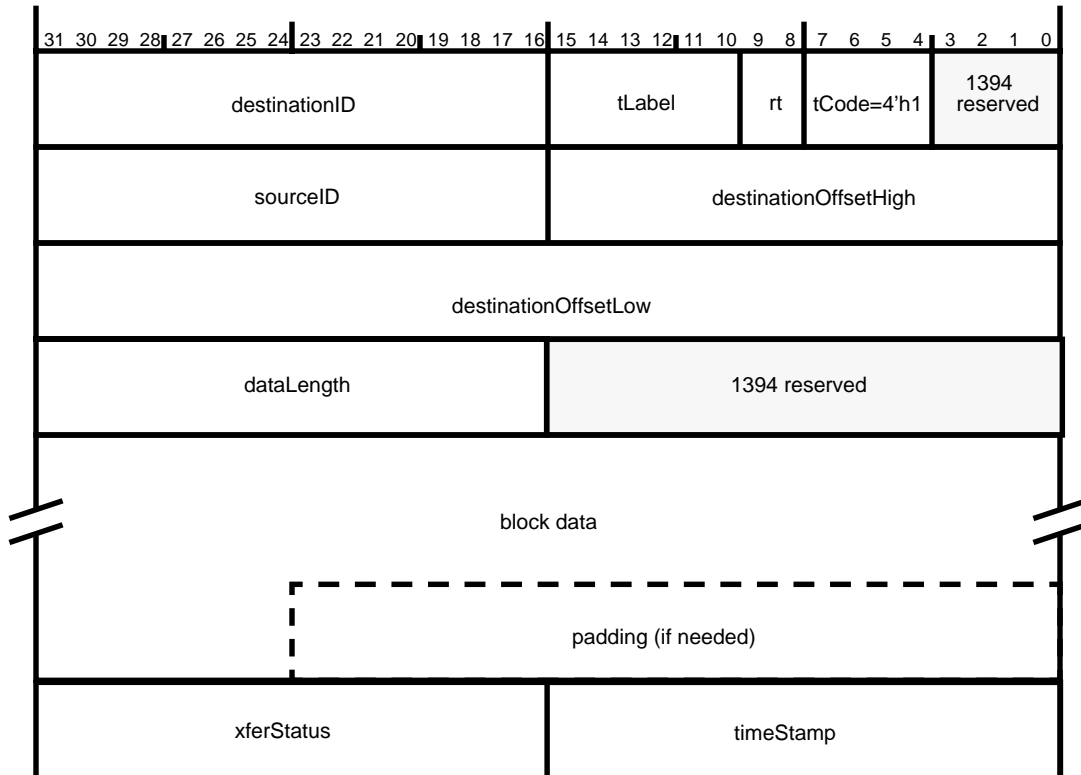 31 30 29 28 27 26 25 24 23 22 21 20 19 18 17 16 15 14 13 12 11 10 9 8 7 6 5 4 3 2 1 0
destinationID tLabel rt tCode=4'h1 1394
reserved
sourceID destinationOffsetHigh
destinationOffsetLow
dataLength 1394 reserved
block data
padding (if needed)
xferStatus timeStamp